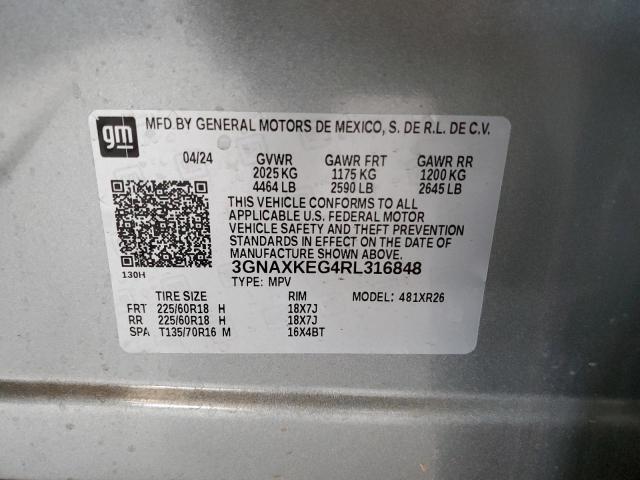 gm MFD BY GENERAL MOTORS DE MEXICO, S. DE R.L. DE C.V.
04/24 GVWR GAWR FRT GAWR RR
2025 KG 1175 KG 1200 KG
4464 LB 2590 LB 2645 LB
THIS VEHICLE CONFORMS TO ALL
APPLICABLE U.S. FEDERAL MOTOR
VEHICLE SAFETY AND THEFT PREVENTION
STANDARDS IN EFFECT ON THE DATE OF
MANUFACTURE SHOWN ABOVE.
130H 3GNAXKEG4RL316848
TYPE: MPV
TIRE SIZE RIM MODEL: 481XR26
FRT 225/60R18 H 18X7J
RR 225/60R18 H 18X7J
SPA T135/70R16 M 16X4BT